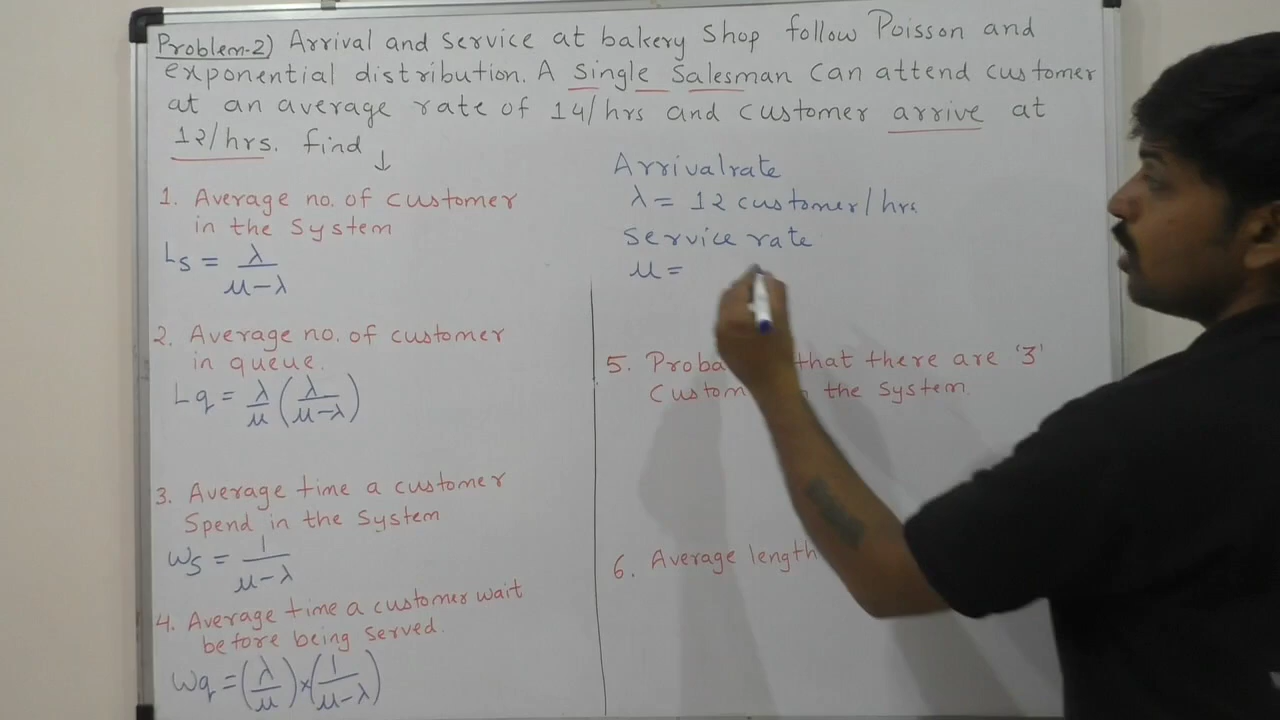 Problem-2) Arrival and service at bakery shop follow Poisson and
exponential distribution. A single salesman can attend customer
at an average rate of 14/hrs and customer arrive at
12/hrs. find ↓
1. Average no. of customer
in the system
Ls = λ/(μ-λ)
2. Average no. of customer
in queue.
Lq = λ/μ (λ/(μ-λ))
3. Average time a customer
Spend in the system
Ws = 1/(μ-λ)
4. Average time a customer wait
before being served.
Wq = (λ/μ) × (1/(μ-λ))
Arrival rate
λ = 12 customer/hrs.
service rate
μ =
5. that there are '3'
the system.
6. Average length